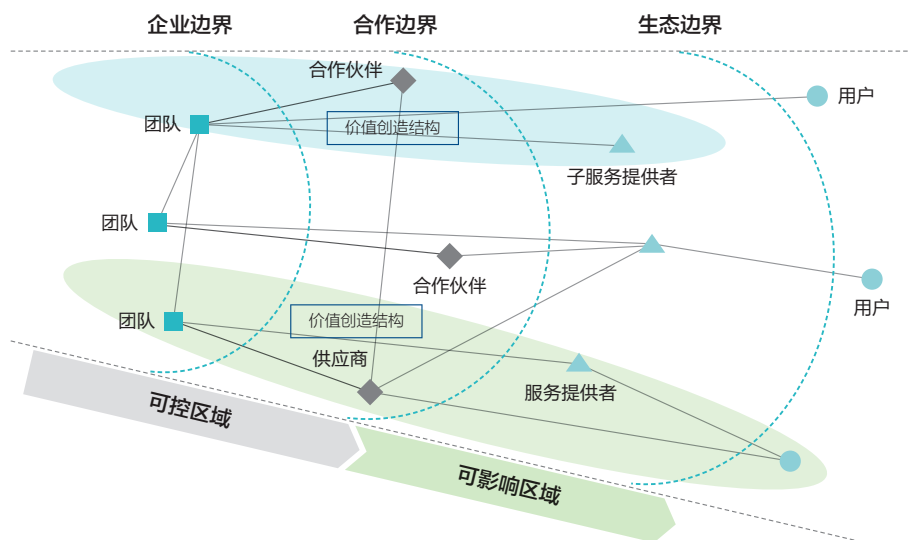 企业边界
合作边界
生态边界
合作伙伴
用户
团队
价值创造结构
子服务提供者
团队
合作伙伴
用户
团队
价值创造结构
供应商
服务提供者
可控区域
可影响区域